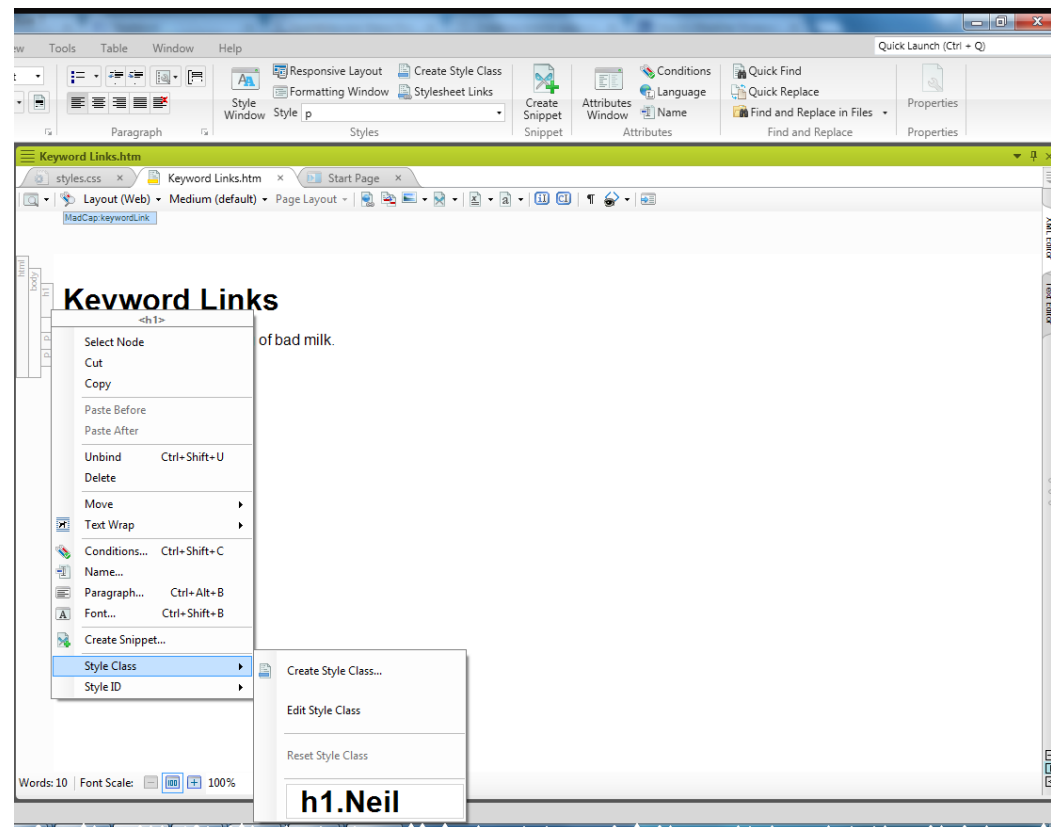 ew Tools Table Window Help Quick Launch (Ctrl + Q)
t Responsive Layout Create Style Class Conditions Quick Find
Formatting Window Stylesheet Links Language Quick Replace
Style Window Style p Create Snippet Attributes Window Name Find and Replace in Files Properties
Paragraph Styles Snippet Attributes Find and Replace Properties
Keyword Links.htm
styles.css × Keyword Links.htm × Start Page ×
Layout (Web) Medium (default) Page Layout
MadCap:keywordLink
XML Editor
Text Editor
html
body
h1
Keyword Links
of bad milk.
p
p
<h1>
Select Node
Cut
Copy
Paste Before
Paste After
Unbind Ctrl+Shift+U
Delete
Move
Text Wrap
Conditions... Ctrl+Shift+C
Name...
Paragraph... Ctrl+Alt+B
Font... Ctrl+Shift+B
Create Snippet...
Style Class
Style ID
Create Style Class...
Edit Style Class
Reset Style Class
h1.Neil
Words: 10 Font Scale: 100 100%